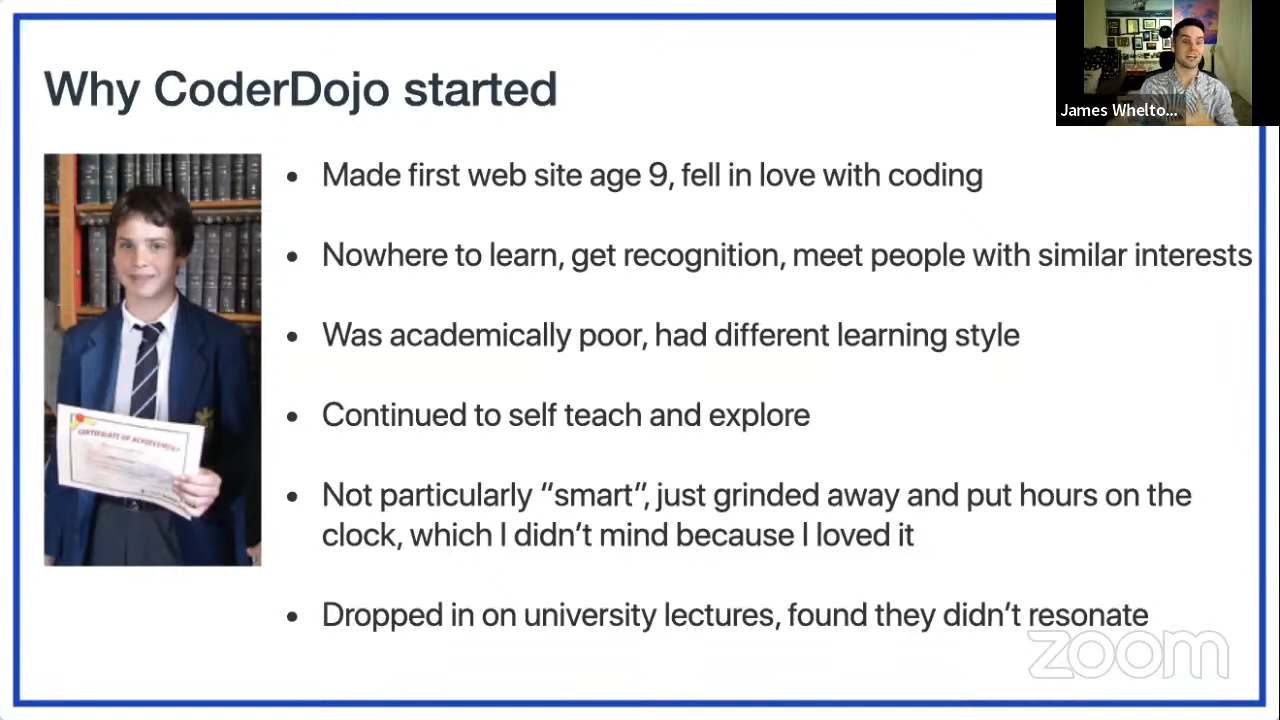 Why CoderDojo started
James Whelto...
CERTIFICATE OF ACHIEVEMENT
• Made first web site age 9, fell in love with coding
• Nowhere to learn, get recognition, meet people with similar interests
• Was academically poor, had different learning style
• Continued to self teach and explore
• Not particularly “smart”, just grinded away and put hours on the
clock, which I didn’t mind because I loved it
• Dropped in on university lectures, found they didn’t resonate
zoom